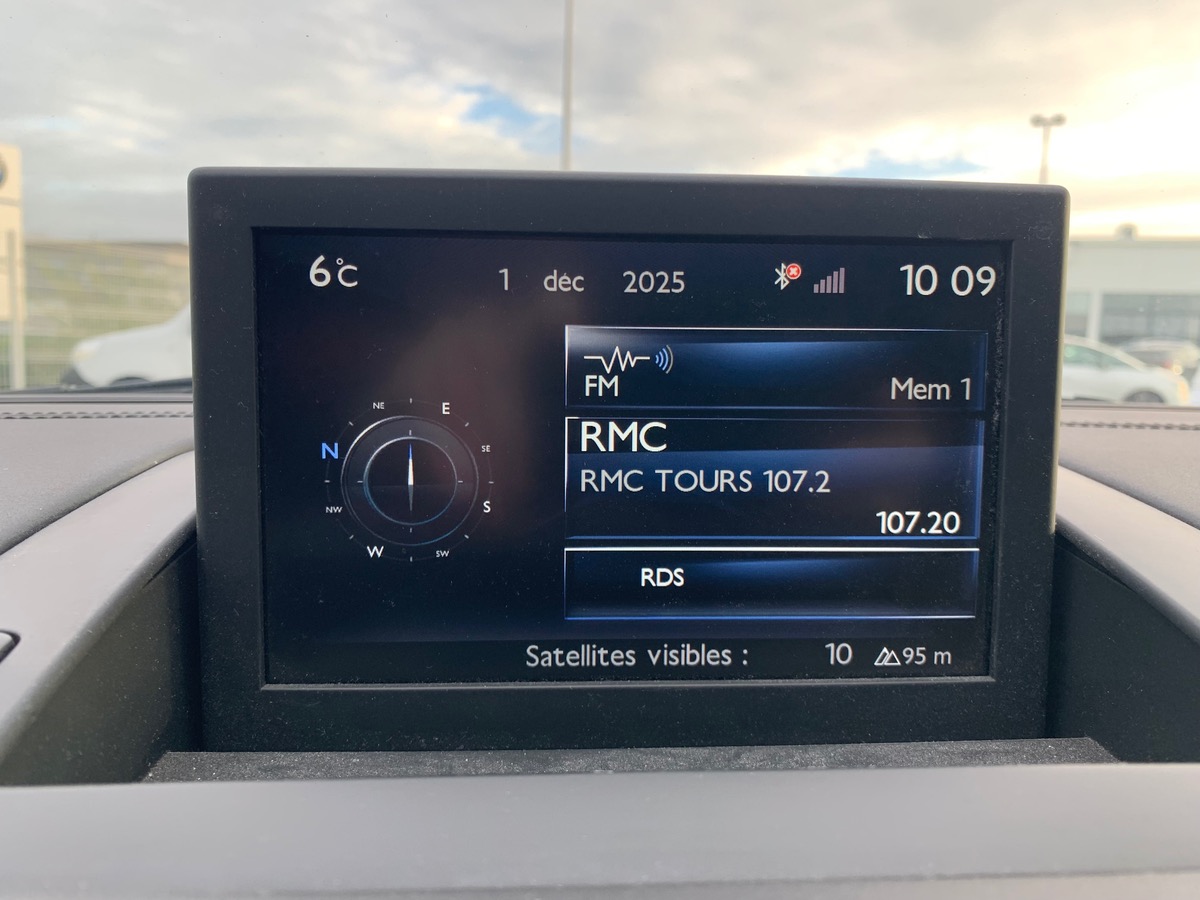 6°C 1 déc 2025 10 09
FM Mem 1
RMC
RMC TOURS 107.2
107.20
RDS
NE E
N SE
NW S
W SW
Satellites visibles : 10 95 m